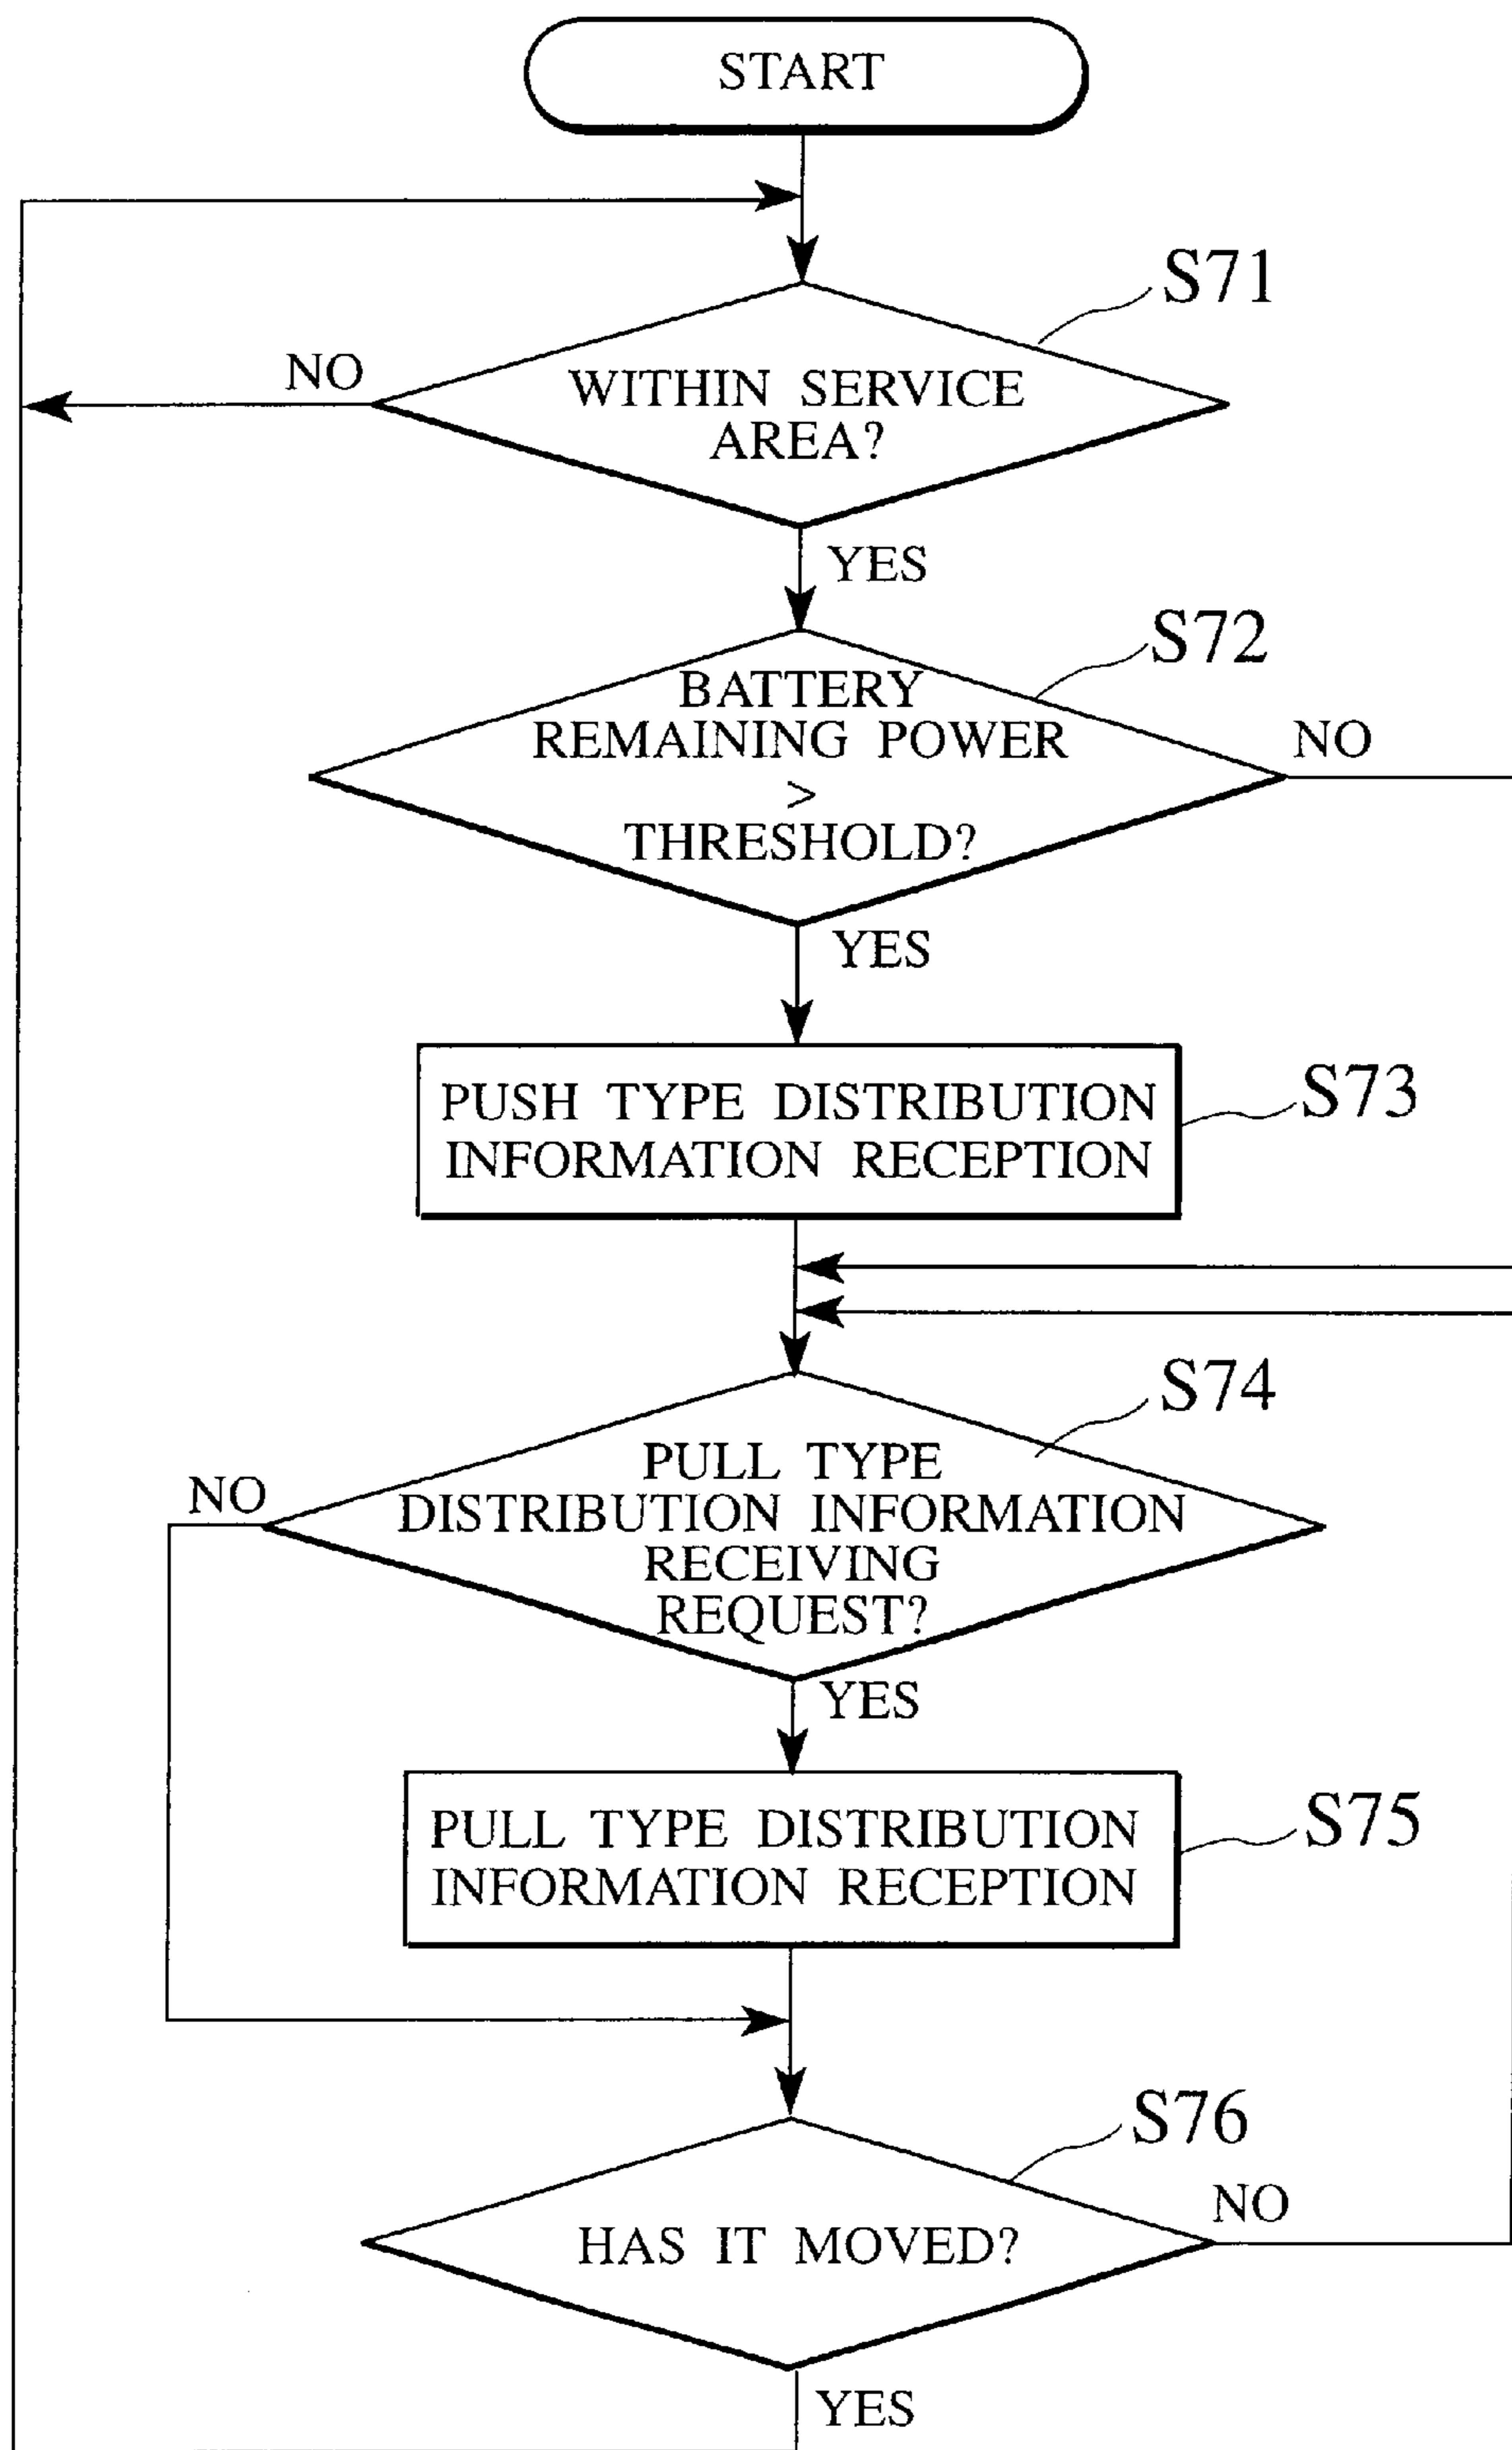 START
S71
NO
WITHIN SERVICE
AREA?
YES
S72
BATTERY
REMAINING POWER
>
THRESHOLD?
NO
YES
PUSH TYPE DISTRIBUTION
INFORMATION RECEPTION
S73
S74
NO
PULL TYPE
DISTRIBUTION INFORMATION
RECEIVING
REQUEST?
YES
PULL TYPE DISTRIBUTION
INFORMATION RECEPTION
S75
S76
HAS IT MOVED?
NO
YES